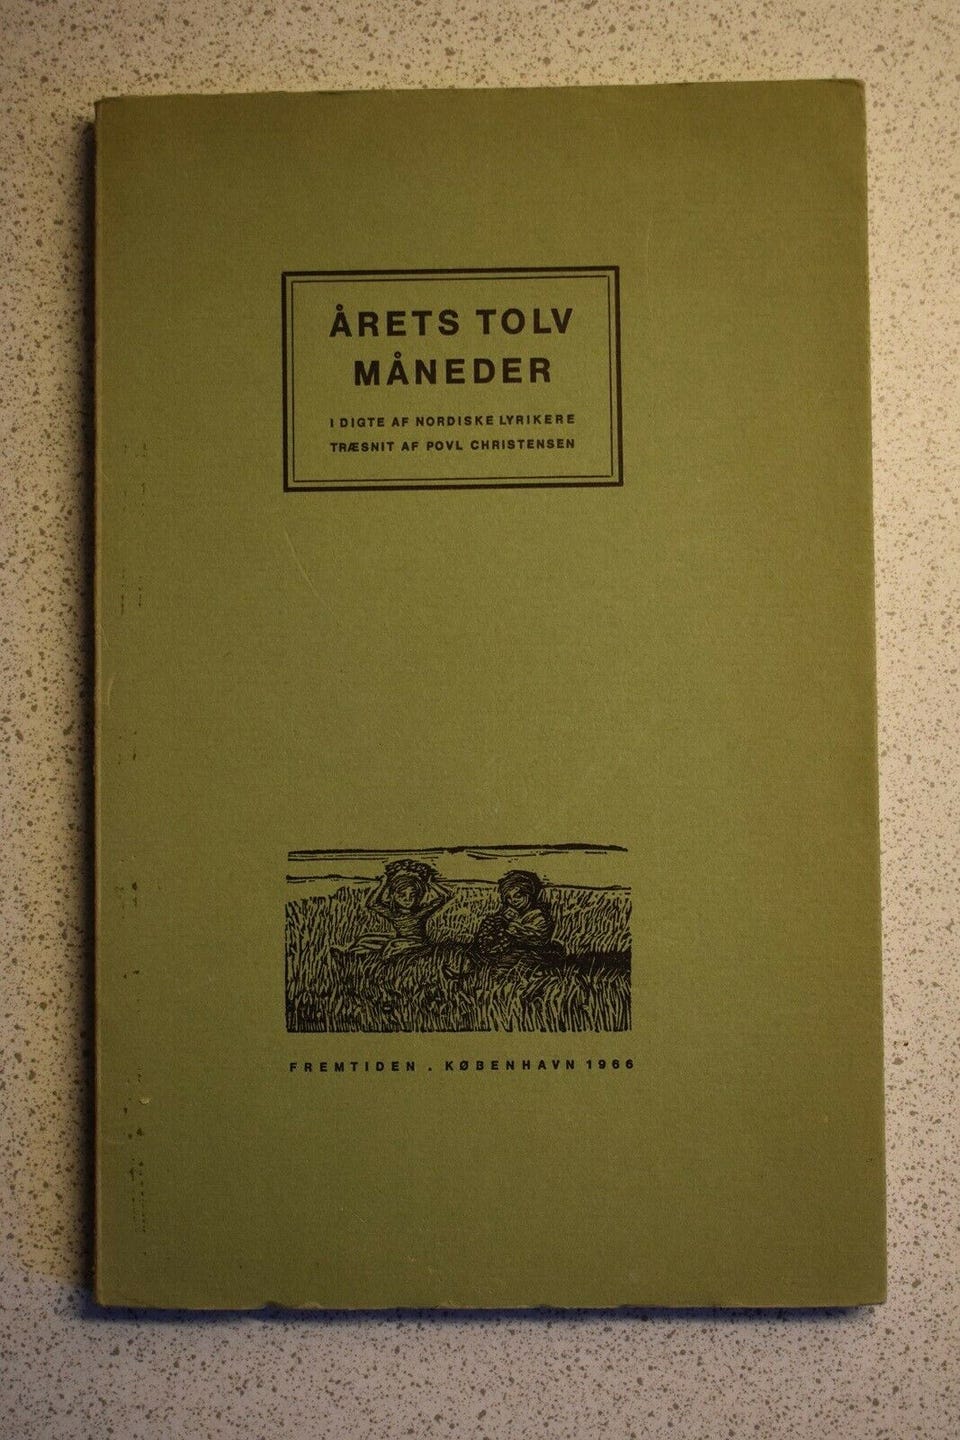 ÅRETS TOLV
MÅNEDER
I DIGTE AF NORDISKE LYRIKERE
TRÆSNIT AF POVL CHRISTENSEN
FREMTIDEN . KØBENHAVN 1966